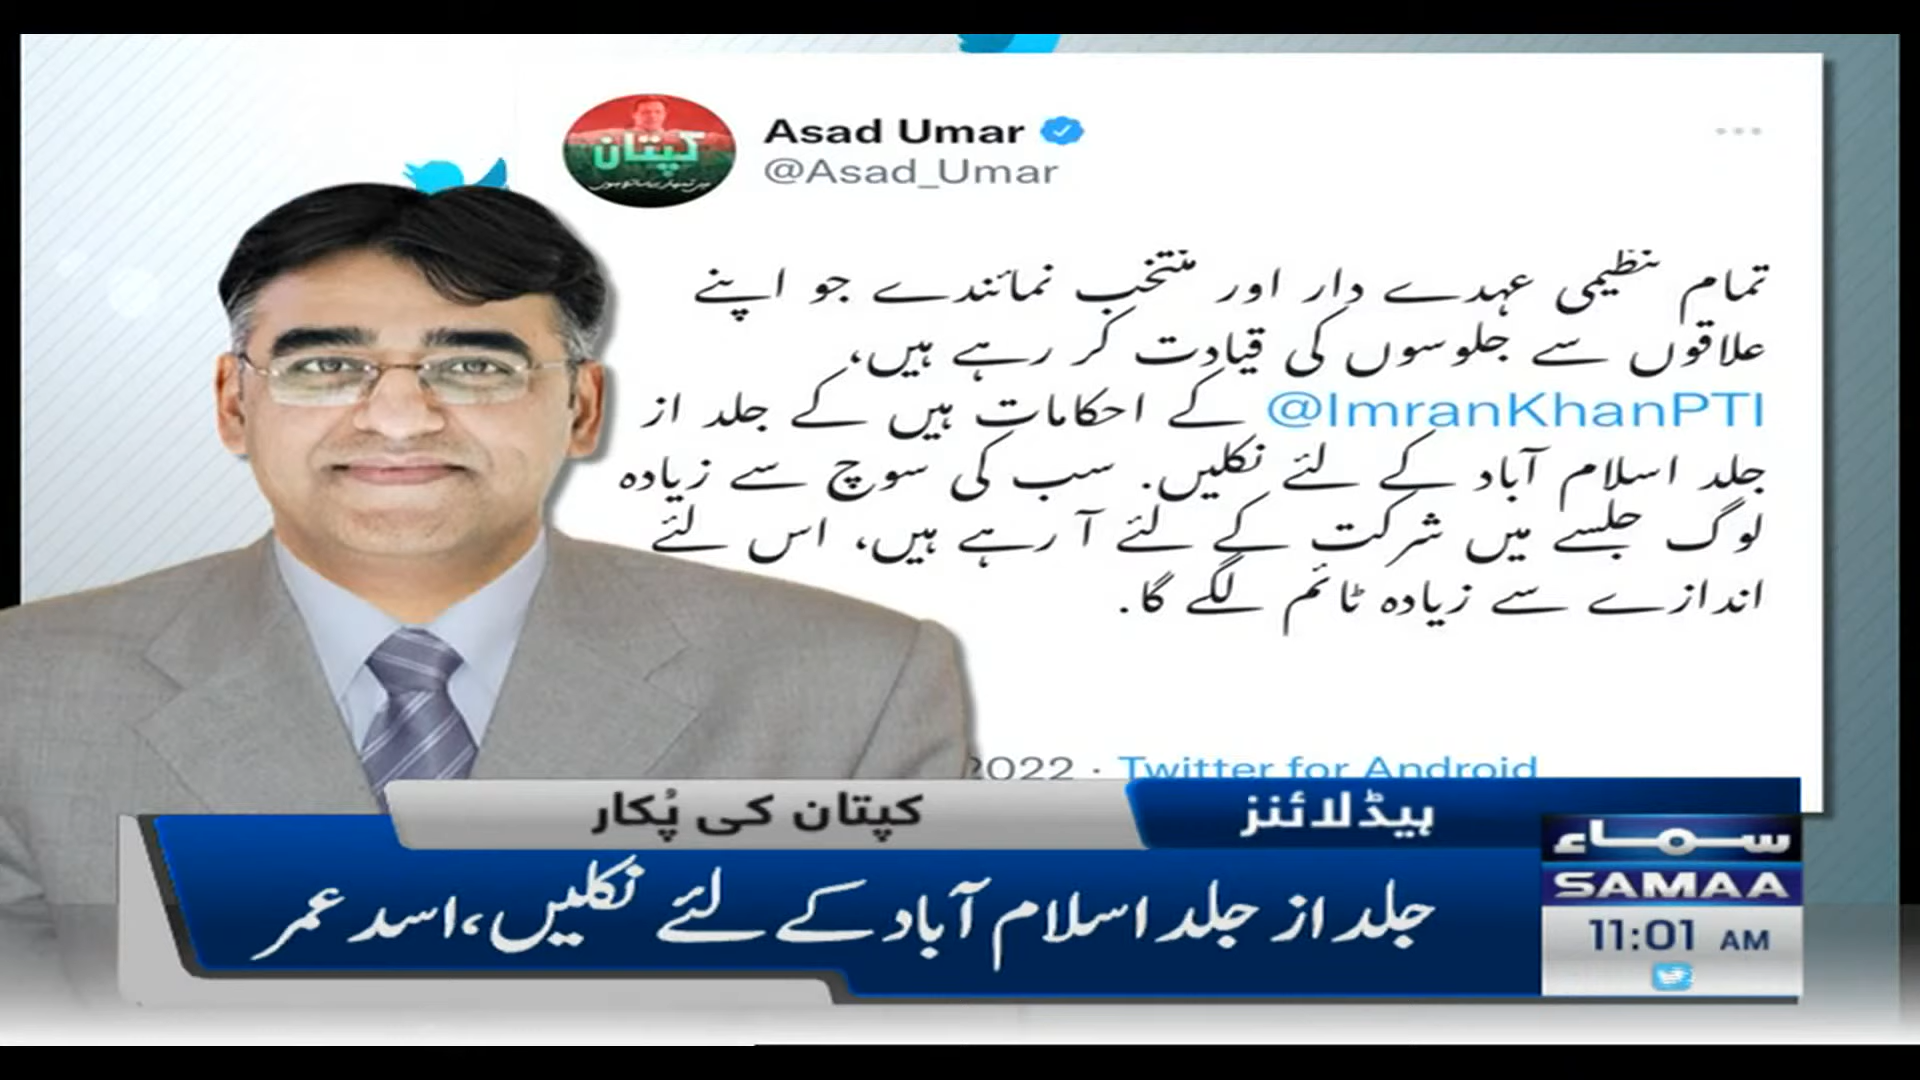 Asad Umar
@Asad_Umar
کپتان
تمام تنظیمی عہدے دار اور منتخب نمائندے جو اپنے
علاقوں سے جلوسوں کی قیادت کر رہے ہیں،
@ImranKhanPTI کے احکامات ہیں کے جلد از
جلد اسلام آباد کے لئے نکلیں. سب کی سوچ سے زیادہ
لوگ جلسے میں شرکت کے لئے آ رہے ہیں، اس لئے
اندازے سے زیادہ ٹائم لگے گا.
2022 · Twitter for Android
ہیڈلائنز
کپتان کی پُکار
جلد از جلد اسلام آباد کے لئے نکلیں،اسد عمر
سماء
SAMAA
11:01 AM